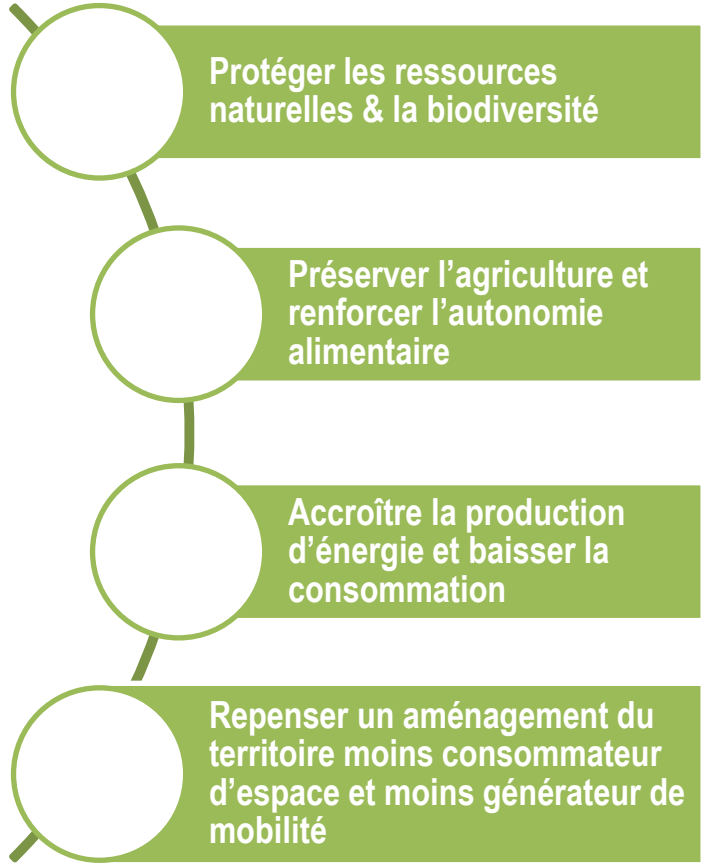 Protéger les ressources
naturelles & la biodiversité
Préserver l’agriculture et
renforcer l’autonomie
alimentaire
Accroître la production
d’énergie et baisser la
consommation
Repenser un aménagement du
territoire moins consommateur
d’espace et moins générateur de
mobilité